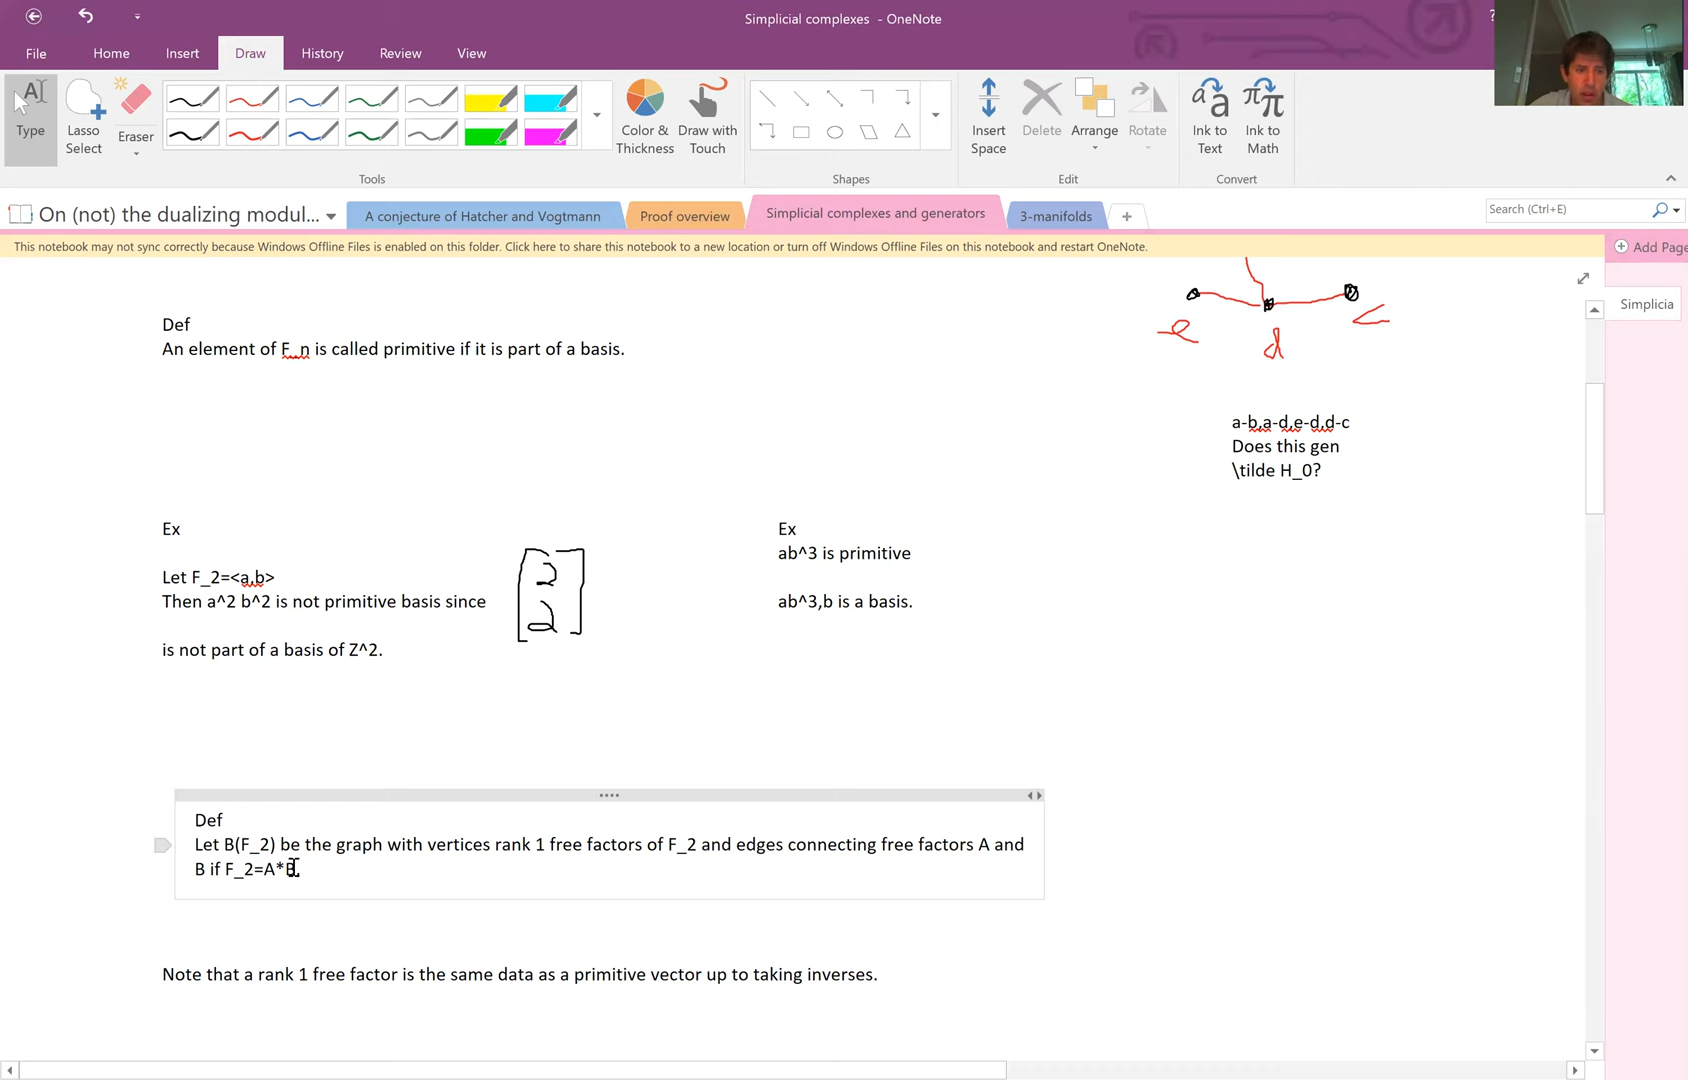 Simplicial complexes - OneNote
?
File
Home
Insert
Draw
History
Review
View
Type
Lasso Select
Eraser
Color & Thickness
Draw with Touch
Insert Space
Delete
Arrange
Rotate
Ink to Text
Ink to Math
Tools
Shapes
Edit
Convert
On (not) the dualizing modul...
A conjecture of Hatcher and Vogtmann
Proof overview
Simplicial complexes and generators
3-manifolds
Search (Ctrl+E)
This notebook may not sync correctly because Windows Offline Files is enabled on this folder. Click here to share this notebook to a new location or turn off Windows Offline Files on this notebook and restart OneNote.
Add Page
Simplicia
Def
An element of F_n is called primitive if it is part of a basis.
e
d
c
a-b,a-d,e-d,d-c
Does this gen
\tilde H_0?
Ex
Let F_2=<a,b>
Then a^2 b^2 is not primitive basis since
2
2
is not part of a basis of Z^2.
Ex
ab^3 is primitive
ab^3,b is a basis.
Def
Let B(F_2) be the graph with vertices rank 1 free factors of F_2 and edges connecting free factors A and
B if F_2=A*B.
Note that a rank 1 free factor is the same data as a primitive vector up to taking inverses.